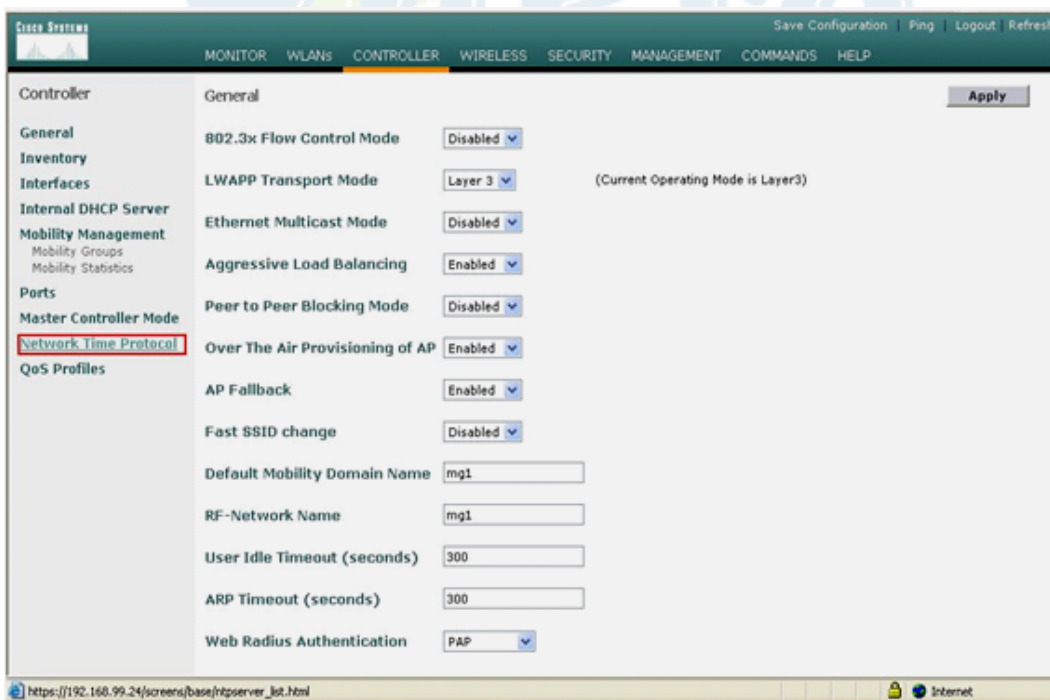 CISCO SYSTEMS
Save Configuration | Ping | Logout | Refresh
MONITOR WLANs CONTROLLER WIRELESS SECURITY MANAGEMENT COMMANDS HELP
Controller
General
Inventory
Interfaces
Internal DHCP Server
Mobility Management
Mobility Groups
Mobility Statistics
Ports
Master Controller Mode
Network Time Protocol
QoS Profiles
General
Apply
802.3x Flow Control Mode Disabled
LWAPP Transport Mode Layer 3 (Current Operating Mode is Layer3)
Ethernet Multicast Mode Disabled
Aggressive Load Balancing Enabled
Peer to Peer Blocking Mode Disabled
Over The Air Provisioning of AP Enabled
AP Fallback Enabled
Fast SSID change Disabled
Default Mobility Domain Name mg1
RF-Network Name mg1
User Idle Timeout (seconds) 300
ARP Timeout (seconds) 300
Web Radius Authentication PAP
https://192.168.99.24/screens/base/ntpserver_list.html
Internet